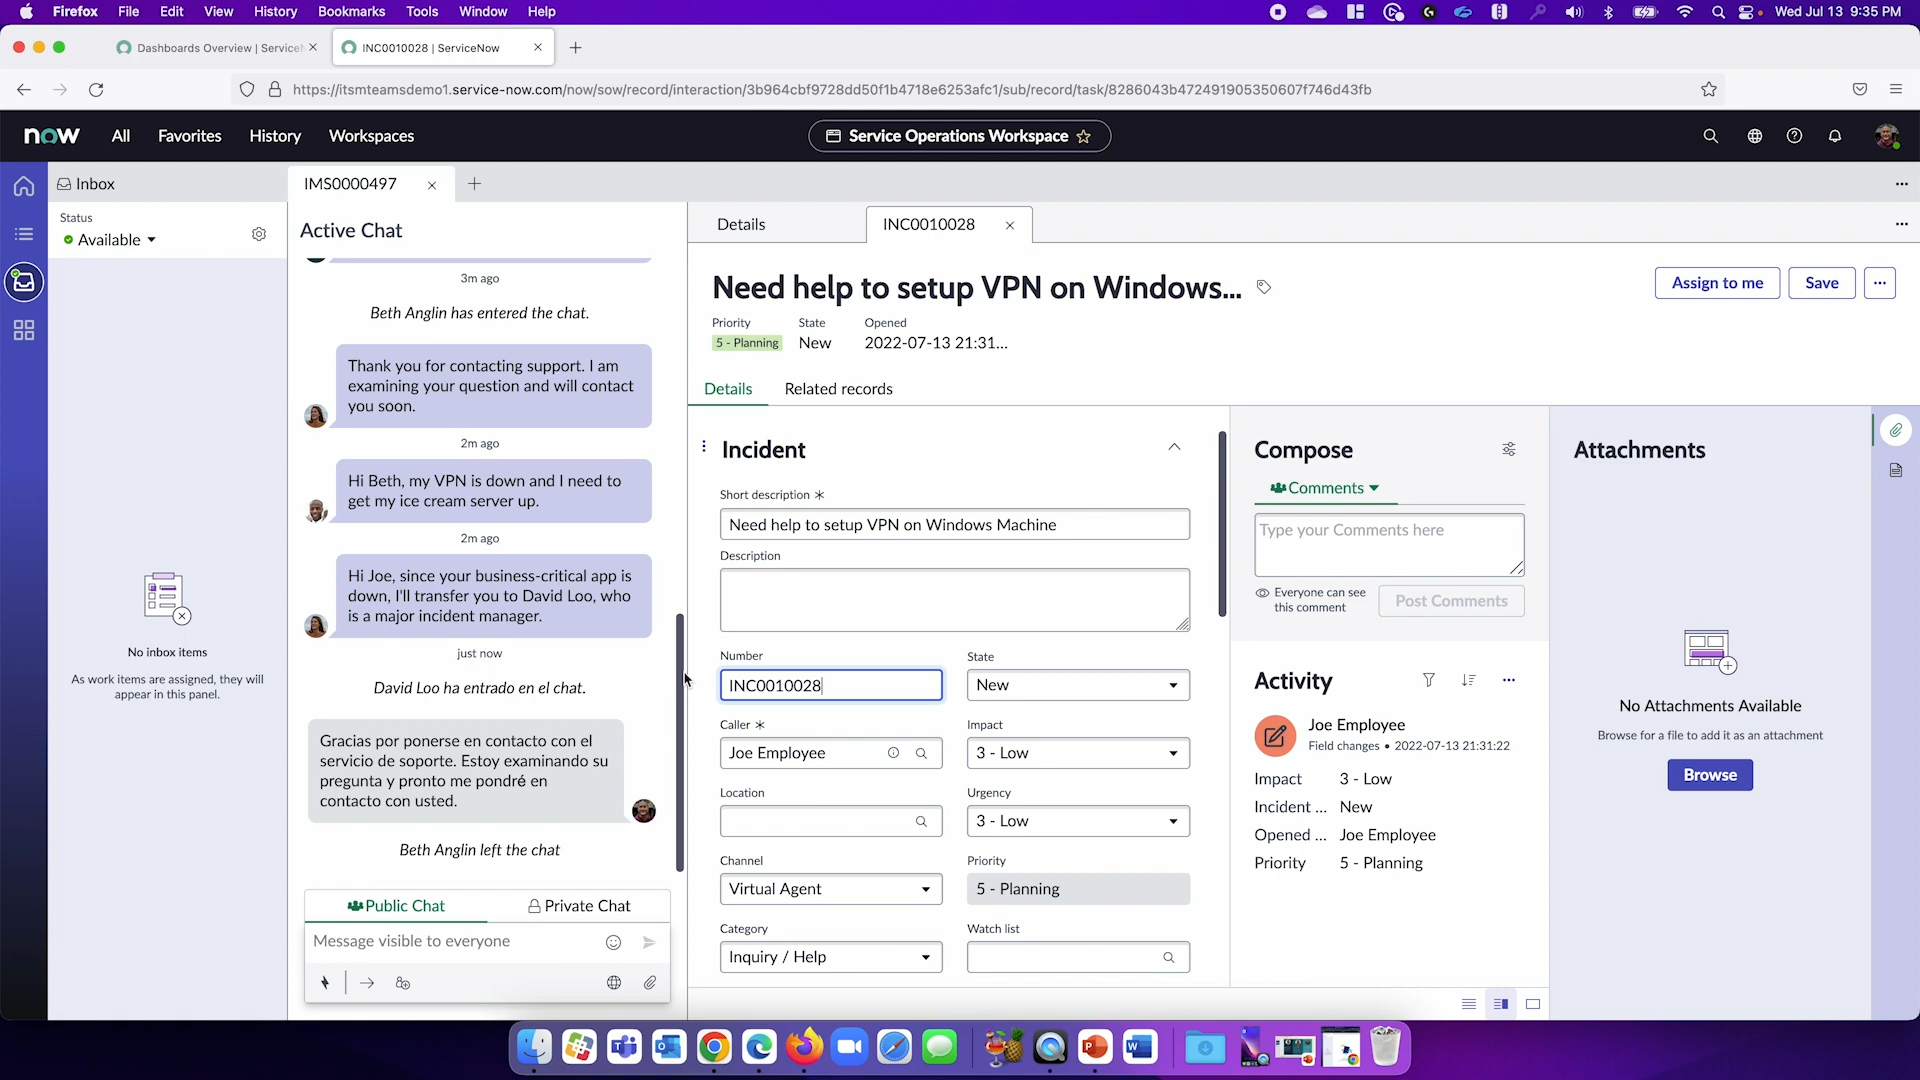 Firefox File Edit View History Bookmarks Tools Window Help
Wed Jul 13 9:35 PM
Dashboards Overview | Service
INC0010028 | ServiceNow
https://itsmteamsdemo1.service-now.com/now/sow/record/interaction/3b964cbf9728dd50f1b4718e6253afc1/sub/record/task/8286043b472491905350607f746d43fb
now All Favorites History Workspaces
Service Operations Workspace
Inbox
IMS0000497
Status
Available
No inbox items
As work items are assigned, they will
appear in this panel.
Active Chat
3m ago
Beth Anglin has entered the chat.
Thank you for contacting support. I am
examining your question and will contact
you soon.
2m ago
Hi Beth, my VPN is down and I need to
get my ice cream server up.
2m ago
Hi Joe, since your business-critical app is
down, I'll transfer you to David Loo, who
is a major incident manager.
just now
David Loo ha entrado en el chat.
Gracias por ponerse en contacto con el
servicio de soporte. Estoy examinando su
pregunta y pronto me pondré en
contacto con usted.
Beth Anglin left the chat
Public Chat
Private Chat
Message visible to everyone
Details
INC0010028
Need help to setup VPN on Windows...
Assign to me
Save
Priority State Opened
5 - Planning New 2022-07-13 21:31...
Details Related records
Incident
Short description *
Need help to setup VPN on Windows Machine
Description
Number
INC0010028
State
New
Caller *
Joe Employee
Impact
3 - Low
Location
Urgency
3 - Low
Channel
Virtual Agent
Priority
5 - Planning
Category
Inquiry / Help
Watch list
Compose
Comments
Type your Comments here
Everyone can see
this comment
Post Comments
Activity
Joe Employee
Field changes • 2022-07-13 21:31:22
Impact 3 - Low
Incident ... New
Opened ... Joe Employee
Priority 5 - Planning
Attachments
No Attachments Available
Browse for a file to add it as an attachment
Browse